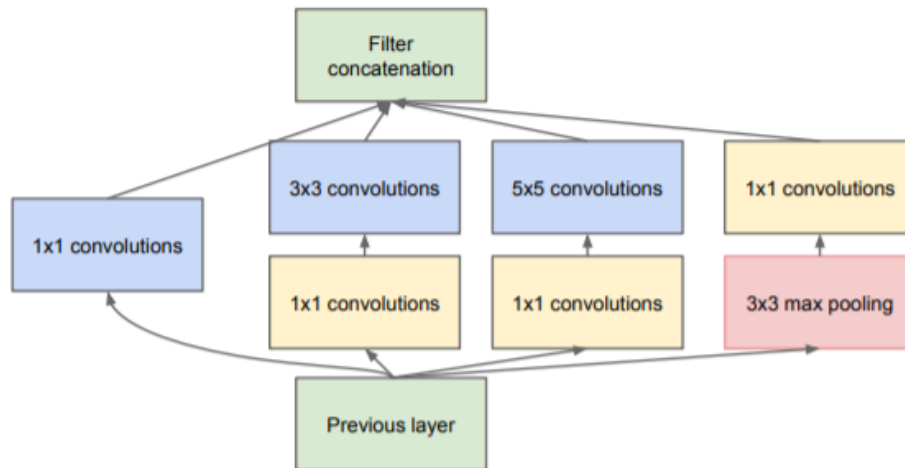 Filter
concatenation
3x3 convolutions
5x5 convolutions
1x1 convolutions
1x1 convolutions
1x1 convolutions
1x1 convolutions
3x3 max pooling
Previous layer